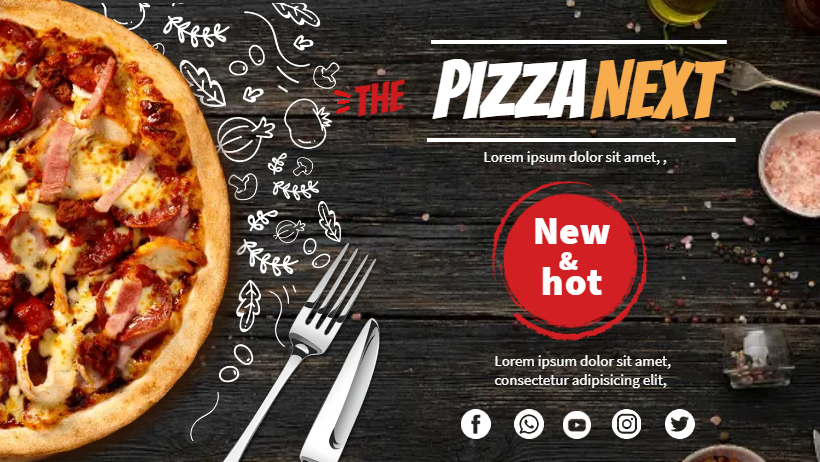 THE PIZZA NEXT
Lorem ipsum dolor sit amet, ,
New
&
hot
Lorem ipsum dolor sit amet,
consectetur adipisicing elit,